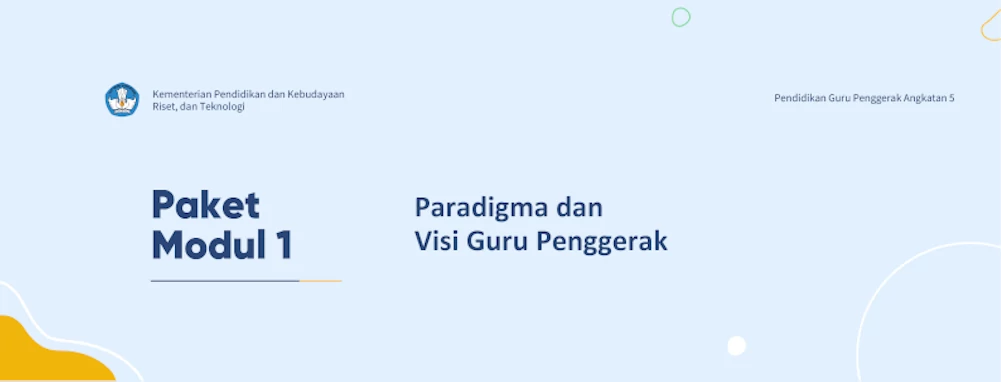 Kementerian Pendidikan dan Kebudayaan
Riset, dan Teknologi
Pendidikan Guru Penggerak Angkatan 5
Paket
Modul 1
Paradigma dan
Visi Guru Penggerak